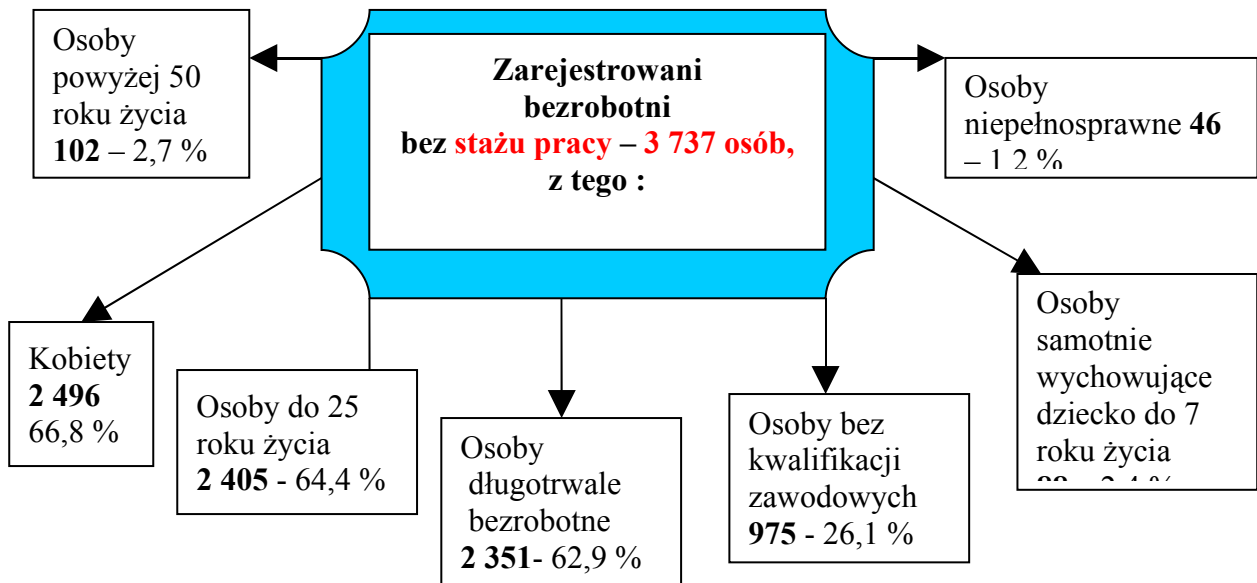 Osoby
powyżej 50
roku życia
102 – 2,7 %
Zarejestrowani
bezrobotni
bez stażu pracy – 3 737 osób,
z tego :
Osoby
niepełnosprawne 46
– 1 2 %
Kobiety
2 496
66,8 %
Osoby do 25
roku życia
2 405 - 64,4 %
Osoby
długotrwale
bezrobotne
2 351- 62,9 %
Osoby bez
kwalifikacji
zawodowych
975 - 26,1 %
Osoby
samotnie
wychowujące
dziecko do 7
roku życia